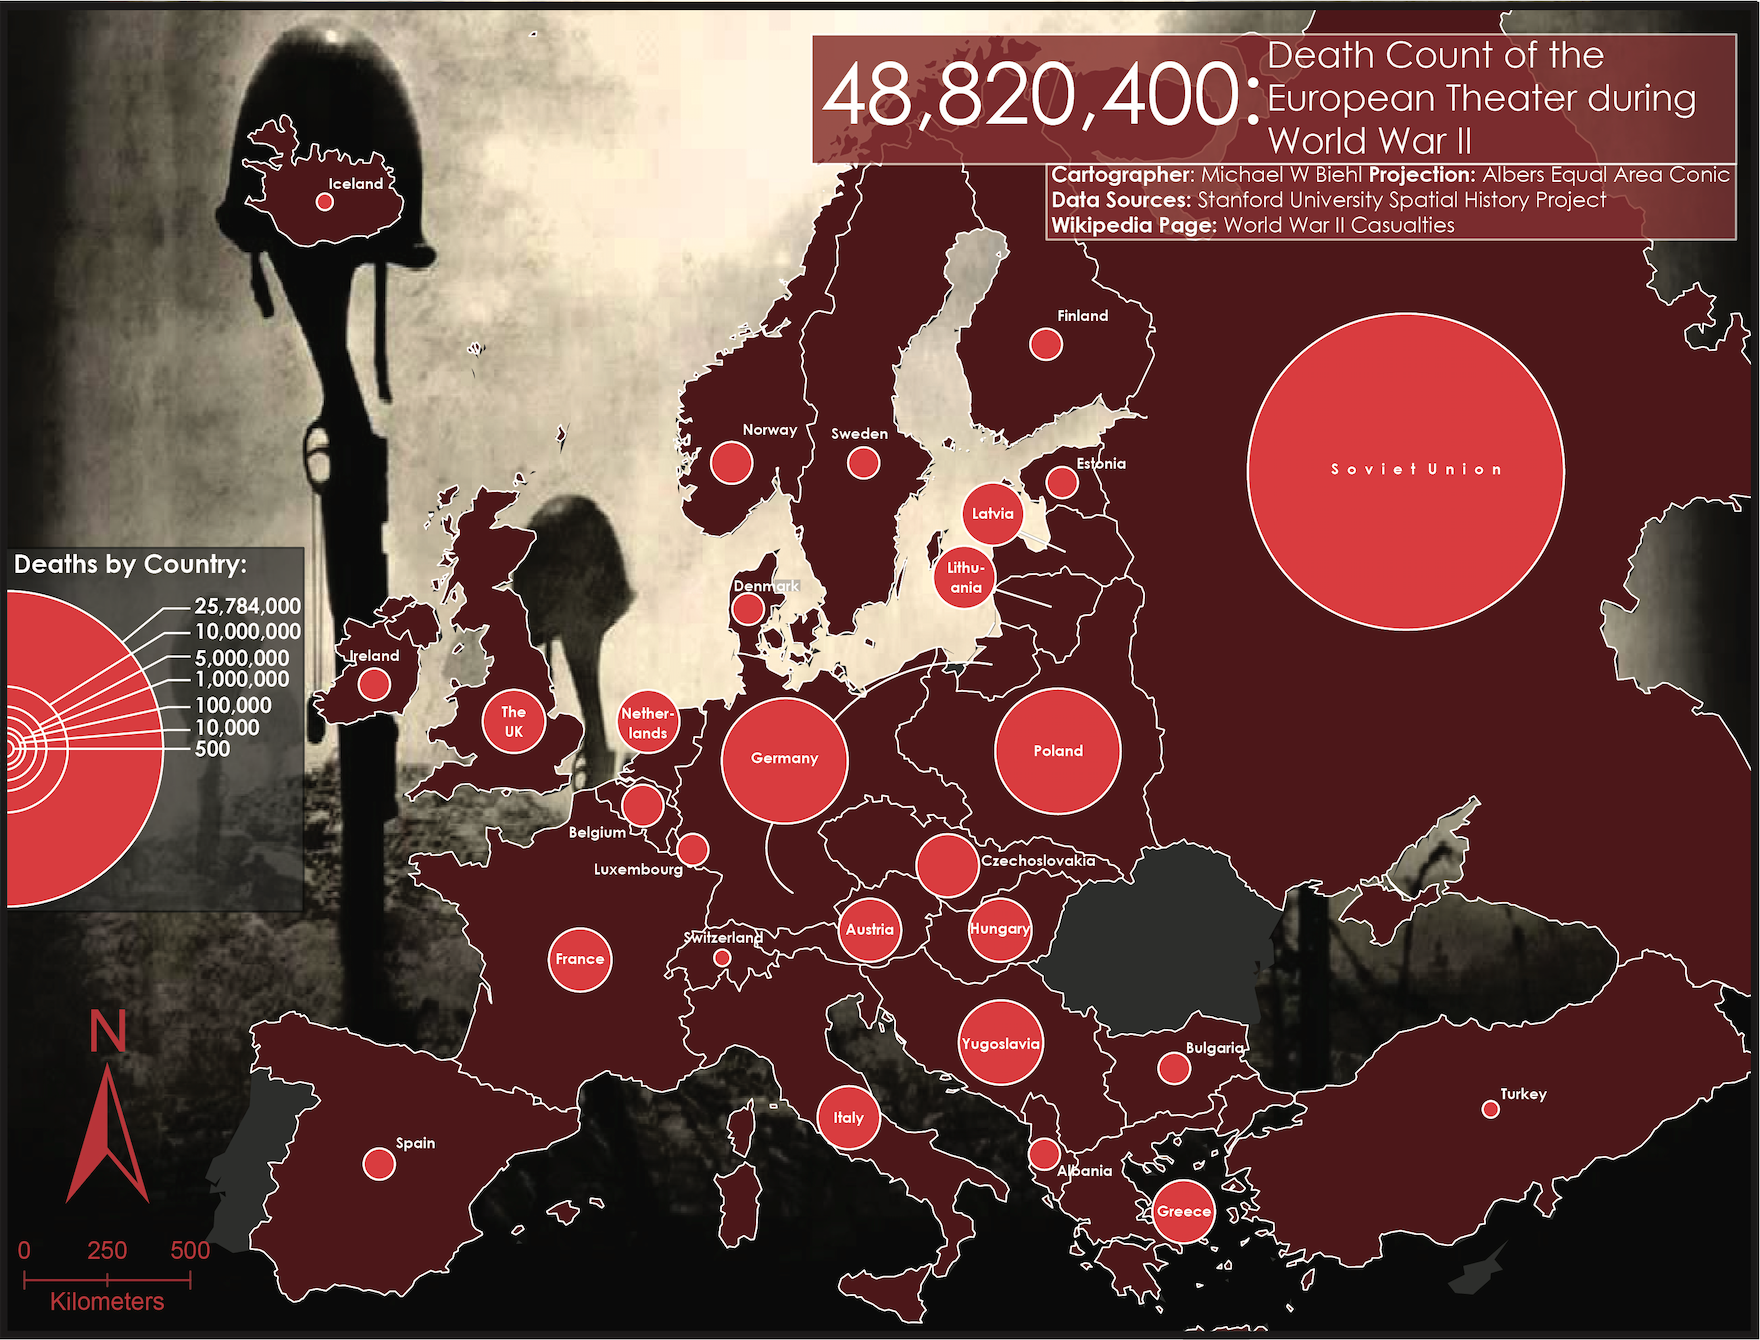 48,820,400:
Death Count of the
European Theater during
World War II
Cartographer: Michael W Biehl Projection: Albers Equal Area Conic
Data Sources: Stanford University Spatial History Project
Wikipedia Page: World War II Casualties
Iceland
Finland
Norway
Sweden
Estonia
Soviet Union
Latvia
Lithu-
ania
Denmark
Deaths by Country:
25,784,000
10,000,000
5,000,000
1,000,000
100,000
10,000
500
Ireland
The
UK
Nether-
lands
Germany
Poland
Belgium
Luxembourg
Czechoslovakia
Austria
Hungary
Switzerland
France
Yugoslavia
Bulgaria
Turkey
Italy
Spain
Albania
Greece
N
0 250 500
Kilometers